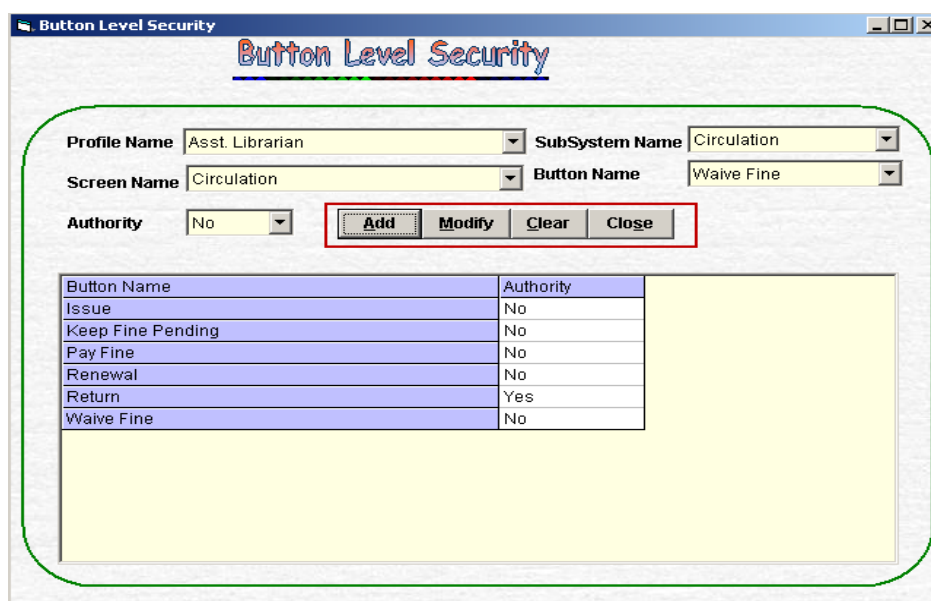 Button Level Security
Button Level Security
Profile Name Asst. Librarian SubSystem Name Circulation
Screen Name Circulation Button Name Waive Fine
Authority No Add Modify Clear Close
Button Name Authority
Issue No
Keep Fine Pending No
Pay Fine No
Renewal No
Return Yes
Waive Fine No